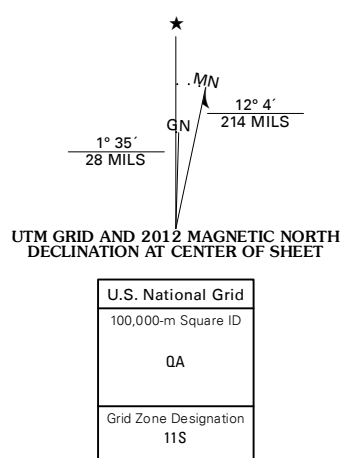 ★
MN
GN
12° 4´
214 MILS
1° 35´
28 MILS
UTM GRID AND 2012 MAGNETIC NORTH
DECLINATION AT CENTER OF SHEET
U.S. National Grid
100,000-m Square ID
QA
Grid Zone Designation
11S